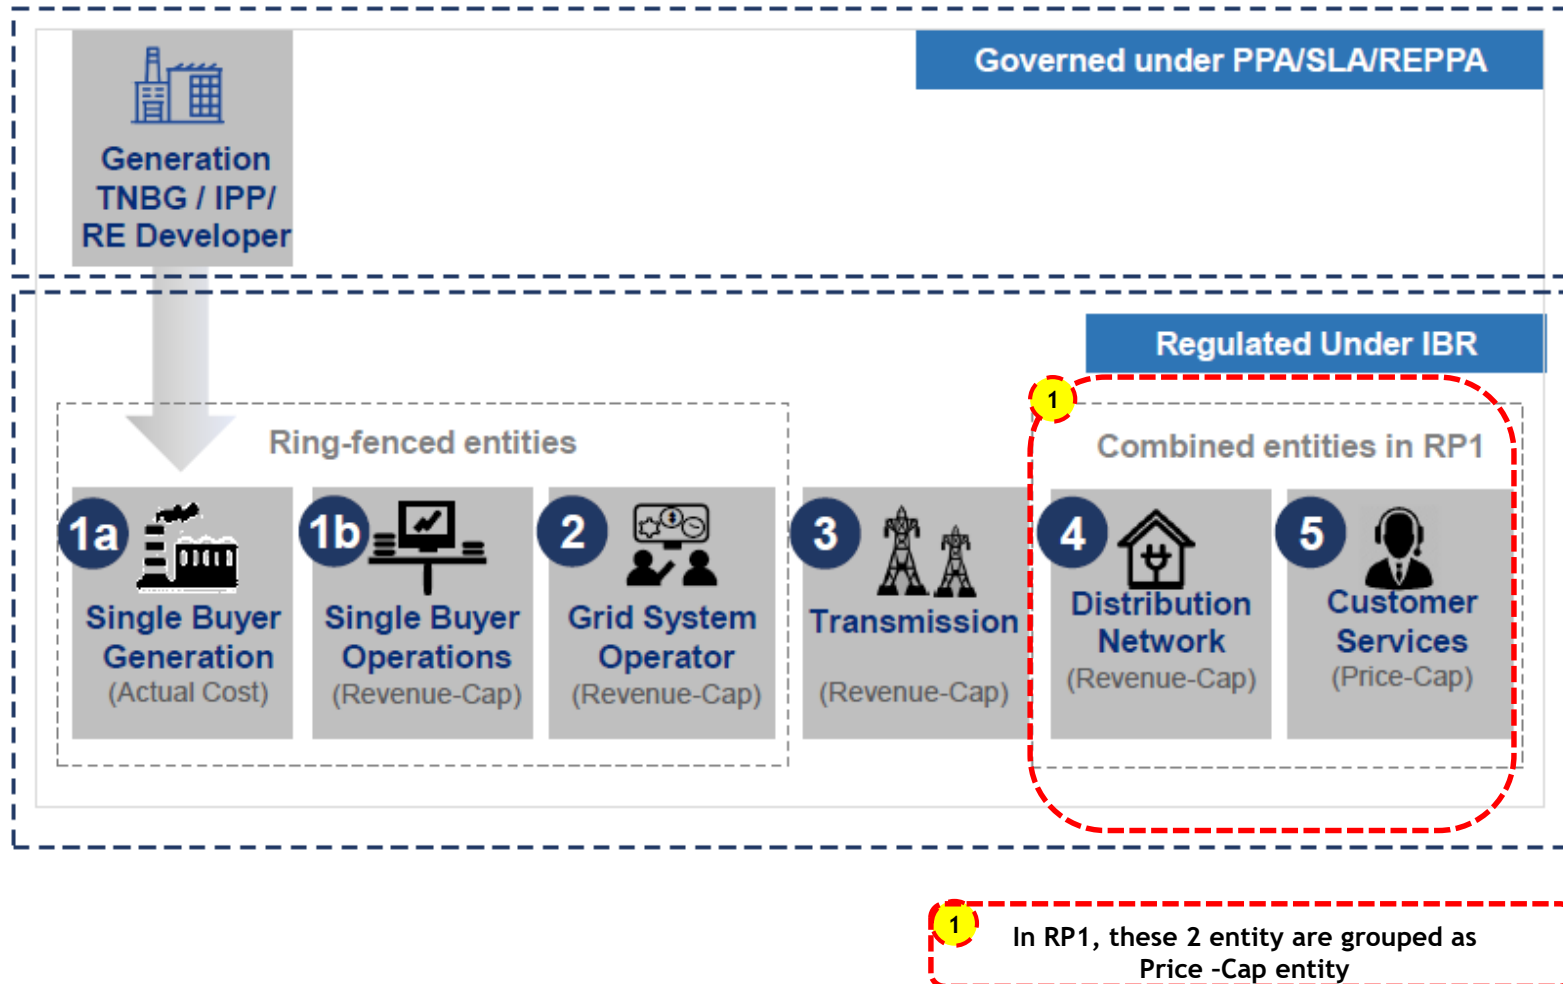 Governed under PPA/SLA/REPPA
Generation
TNBG / IPP/
RE Developer
Regulated Under IBR
1
Ring-fenced entities
Combined entities in RP1
1a
Single Buyer
Generation
(Actual Cost)
1b
Single Buyer
Operations
(Revenue-Cap)
2
Grid System
Operator
(Revenue-Cap)
3
Transmission
(Revenue-Cap)
4
Distribution
Network
(Revenue-Cap)
5
Customer
Services
(Price-Cap)
1
In RP1, these 2 entity are grouped as
Price –Cap entity